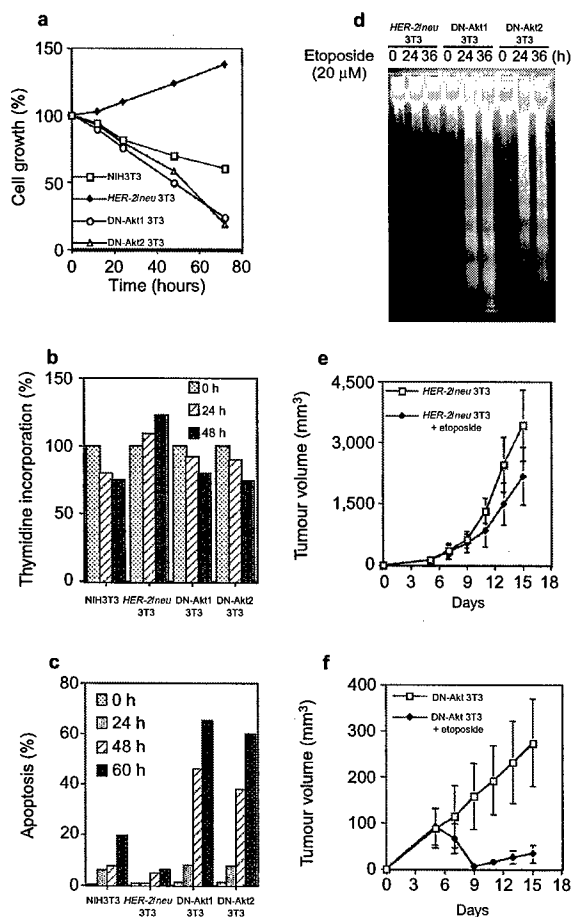 a
Cell growth (%)
150
100
50
0
NIH3T3
HER-2/neu 3T3
DN-Akt1 3T3
DN-Akt2 3T3
0 20 40 60 80
Time (hours)
d
HER-2/neu 3T3
DN-Akt1 3T3
DN-Akt2 3T3
Etoposide (20 µM)
0 24 36 0 24 36 0 24 36 (h)
b
Thymidine incorporation (%)
150
100
50
0
0 h
24 h
48 h
NIH3T3
HER-2/neu 3T3
DN-Akt1 3T3
DN-Akt2 3T3
e
Tumour volume (mm³)
4,500
3,000
1,500
0
HER-2/neu 3T3
HER-2/neu 3T3 + etoposide
0 3 6 9 12 15 18
Days
c
Apoptosis (%)
80
60
40
20
0
0 h
24 h
48 h
60 h
NIH3T3
HER-2/neu 3T3
DN-Akt1 3T3
DN-Akt2 3T3
f
Tumour volume (mm³)
400
300
200
100
0
DN-Akt 3T3
DN-Akt 3T3 + etoposide
0 3 6 9 12 15 18
Days